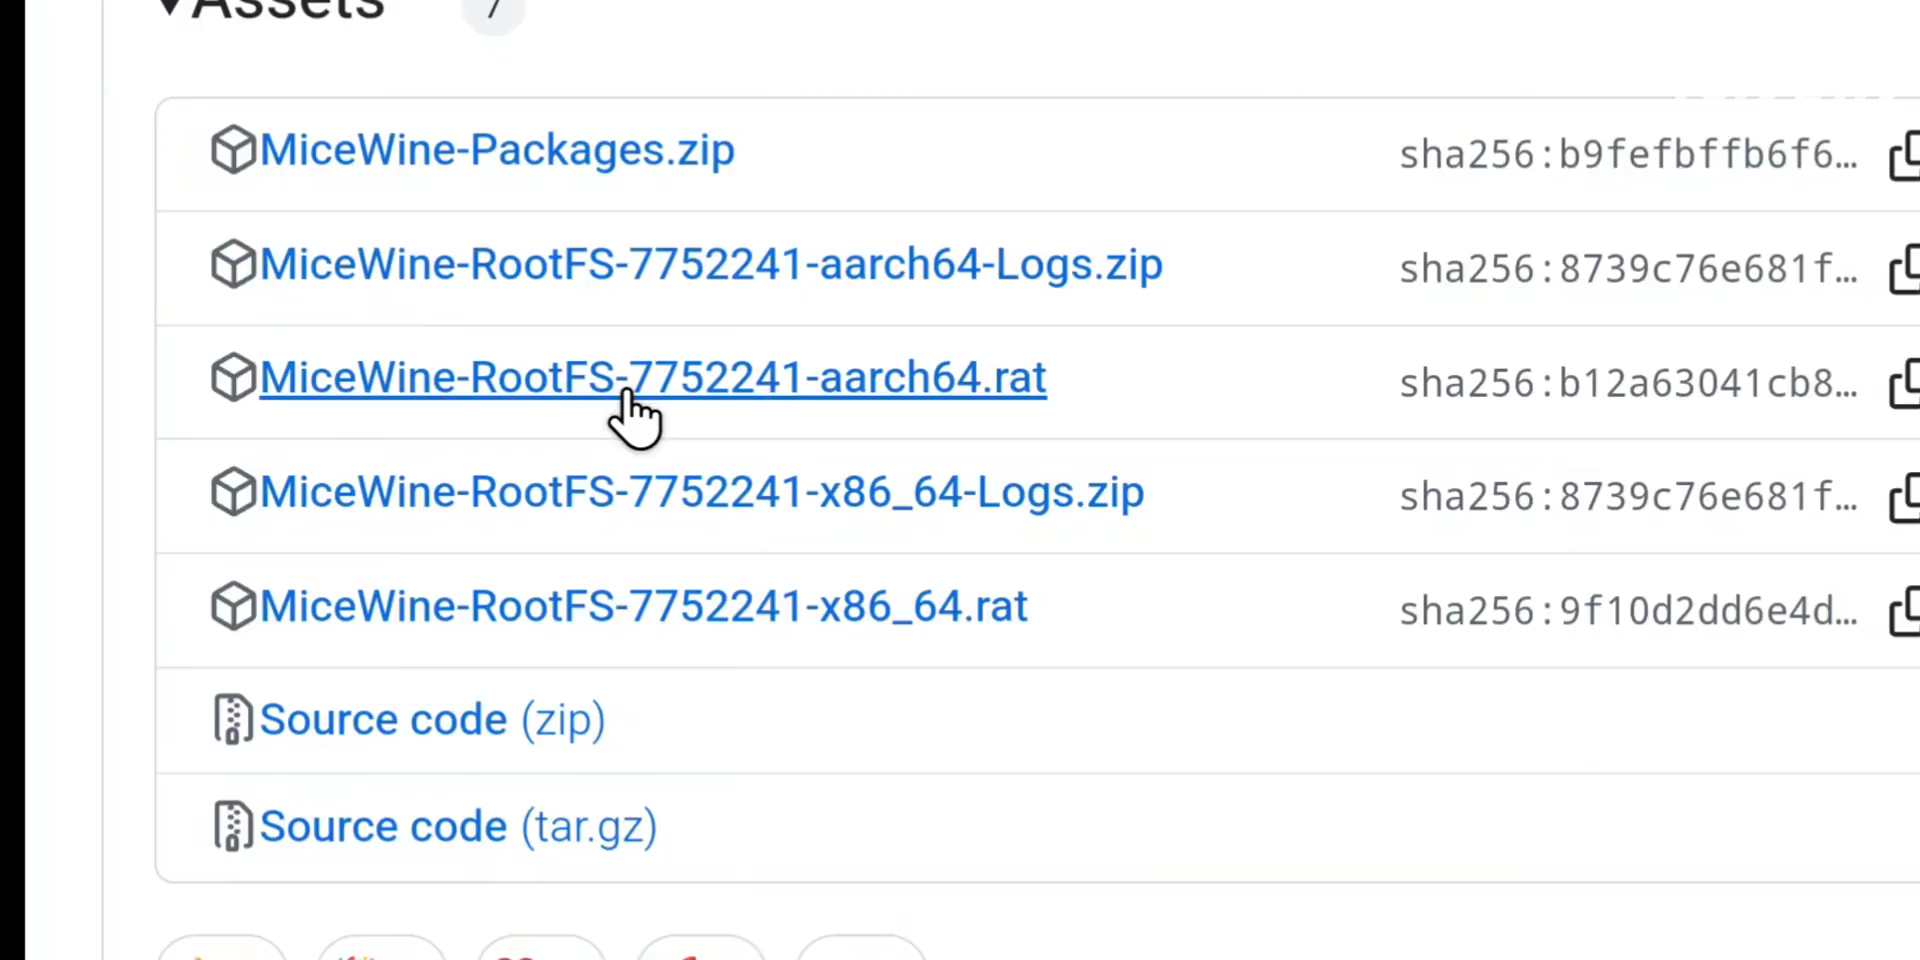 Assets 7
MiceWine-Packages.zip sha256:b9fefbffb6f6…
MiceWine-RootFS-7752241-aarch64-Logs.zip sha256:8739c76e681f…
MiceWine-RootFS-7752241-aarch64.rat sha256:b12a63041cb8…
MiceWine-RootFS-7752241-x86_64-Logs.zip sha256:8739c76e681f…
MiceWine-RootFS-7752241-x86_64.rat sha256:9f10d2dd6e4d…
Source code (zip)
Source code (tar.gz)